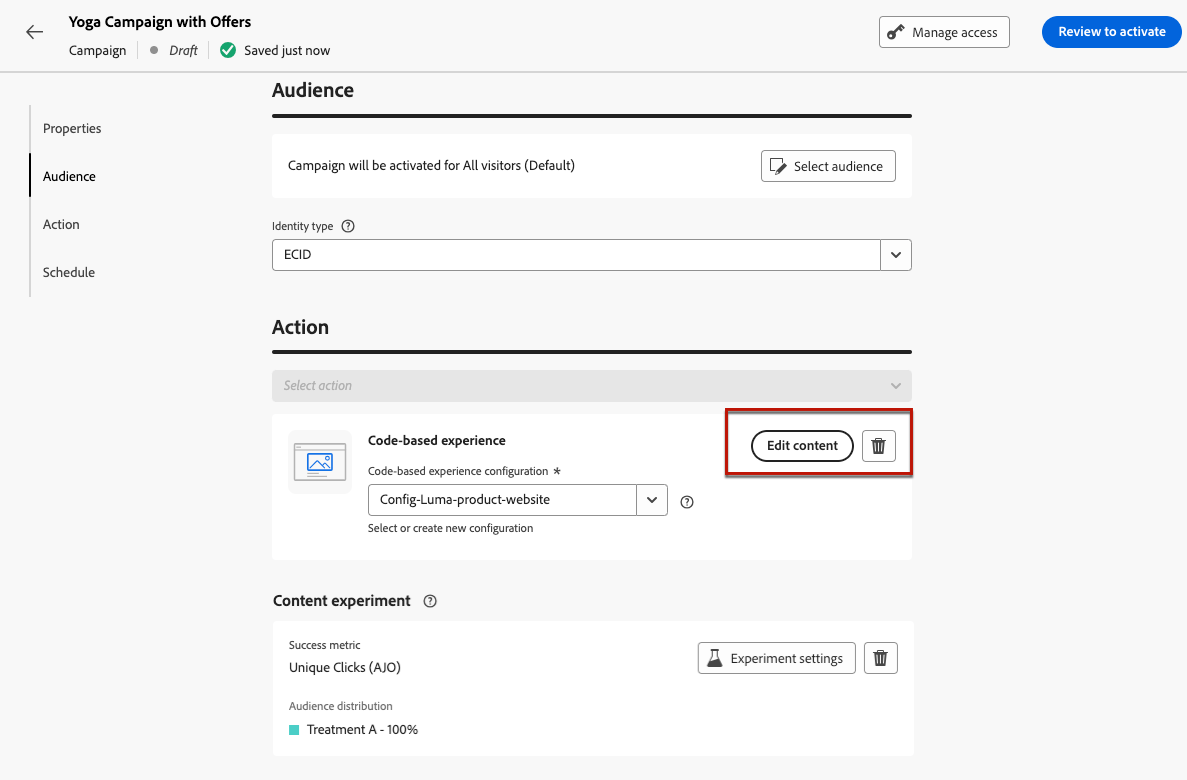 Yoga Campaign with Offers
Campaign Draft Saved just now
Manage access
Review to activate
Properties
Audience
Action
Schedule
Audience
Campaign will be activated for All visitors (Default)
Select audience
Identity type
ECID
Action
Select action
Code-based experience
Edit content
Code-based experience configuration *
Config-Luma-product-website
Select or create new configuration
Content experiment
Success metric
Unique Clicks (AJO)
Experiment settings
Audience distribution
Treatment A - 100%